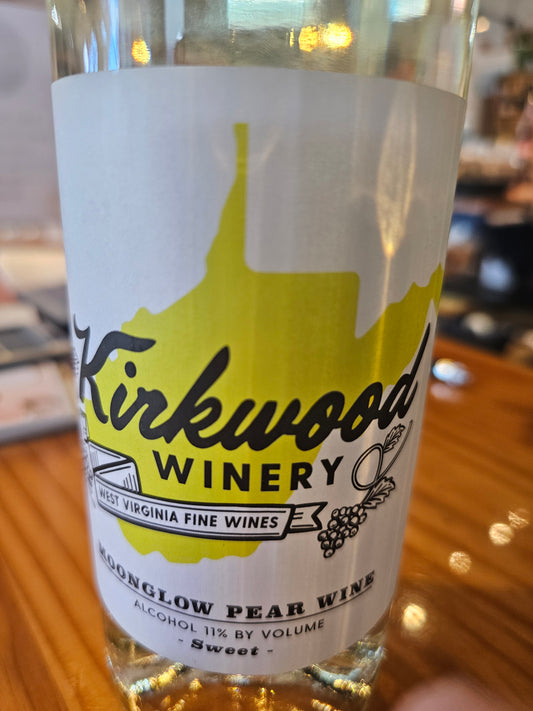 Kirkwood
WINERY
WEST VIRGINIA FINE WINES
MOONGLOW PEAR WINE
ALCOHOL 11% BY VOLUME
- Sweet -